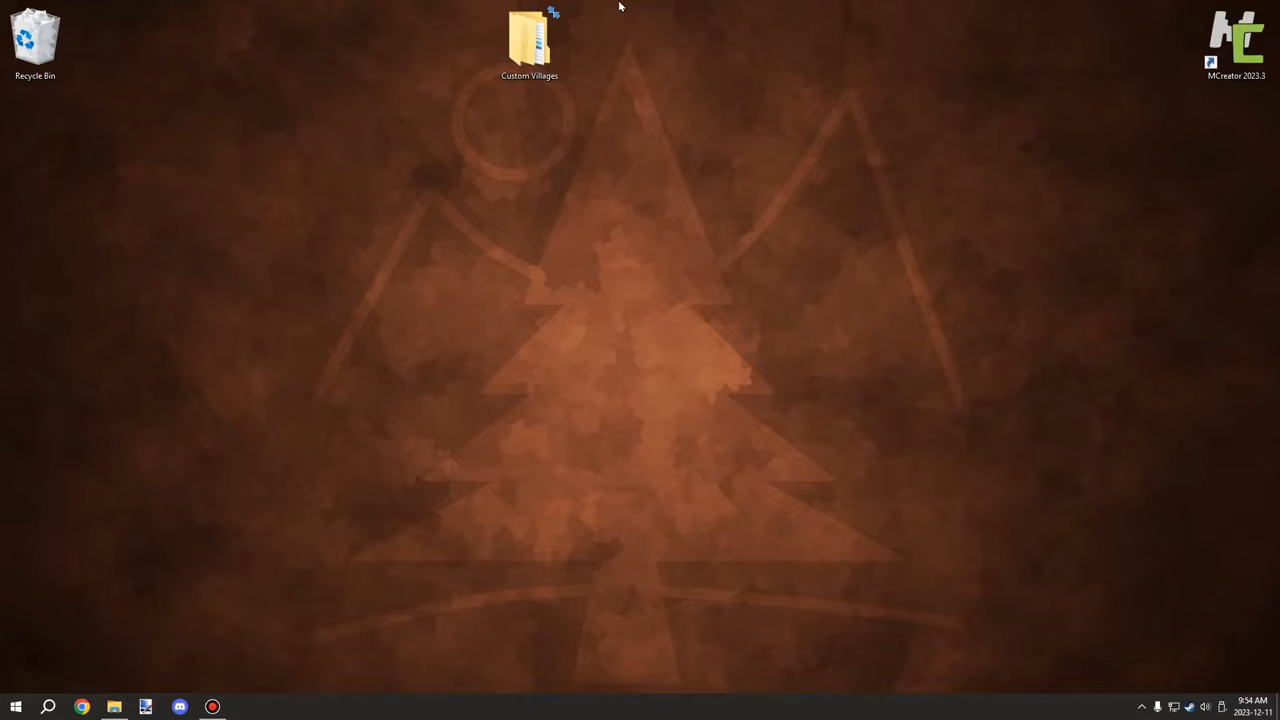 Recycle Bin
Custom Villages
MCreator 2023.3
9:54 AM
2023-12-11